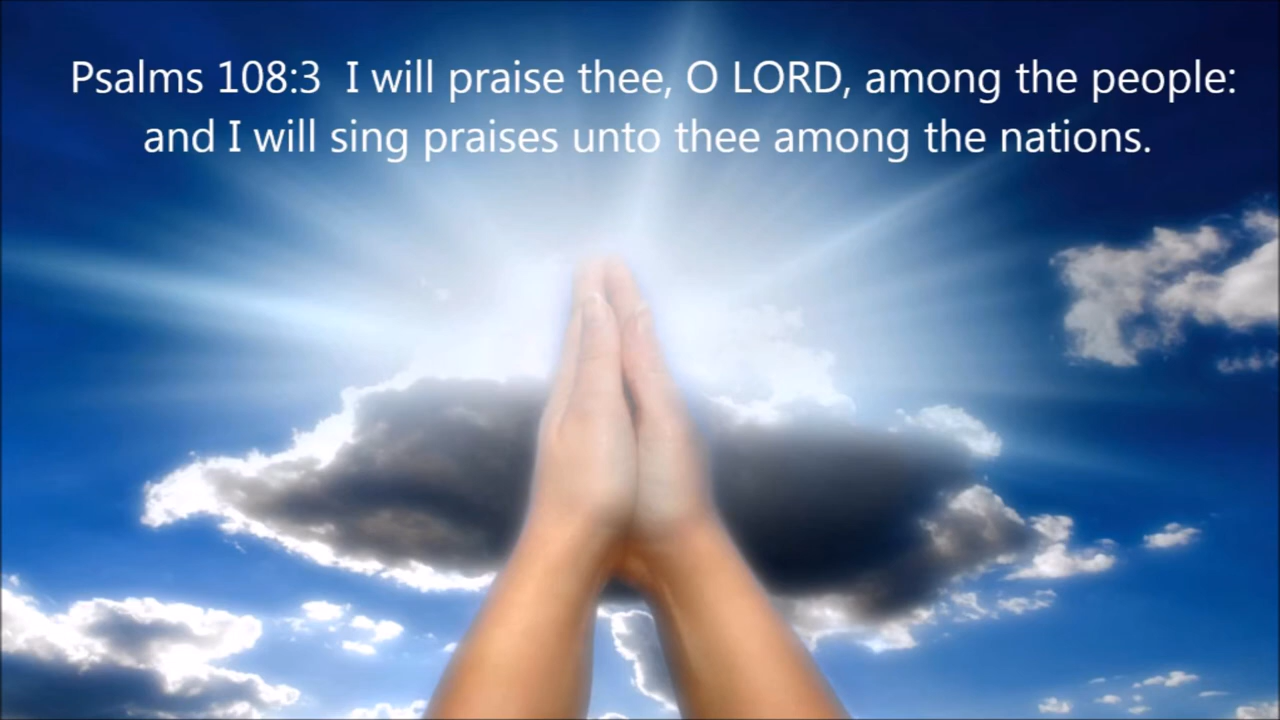 Psalms 108:3  I will praise thee, O LORD, among the people:
and I will sing praises unto thee among the nations.